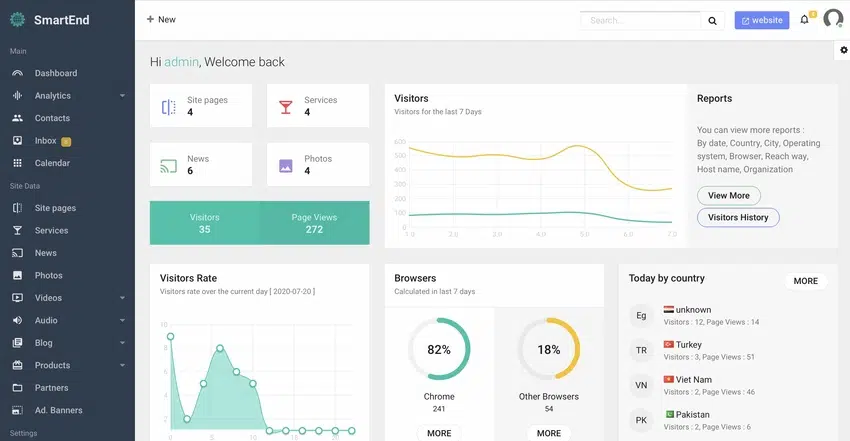 SmartEnd
Main
Dashboard
Analytics
Contacts
Inbox
Calendar
Site Data
Site pages
Services
News
Photos
Videos
Audio
Blog
Products
Partners
Ad. Banners
Settings
+ New
Search...
website
4
Hi admin, Welcome back
Site pages
4
Services
4
News
6
Photos
4
Visitors
35
Page Views
272
Visitors
Visitors for the last 7 Days
600
500
400
300
200
100
0
1.0 2.0 3.0 4.0 5.0 6.0 7.0
Reports
You can view more reports :
By date, Country, City, Operating
system, Browser, Reach way,
Host name, Organization
View More
Visitors History
Visitors Rate
Visitors rate over the current day [ 2020-07-20 ]
10
8
6
4
2
0 5 10 15 20
Browsers
Calculated in last 7 days
82%
Chrome
241
MORE
18%
Other Browsers
54
MORE
Today by country
MORE
Eg
unknown
Visitors : 12, Page Views : 14
TR
Turkey
Visitors : 3, Page Views : 51
VN
Viet Nam
Visitors : 2, Page Views : 46
PK
Pakistan
Visitors : 2, Page Views : 6